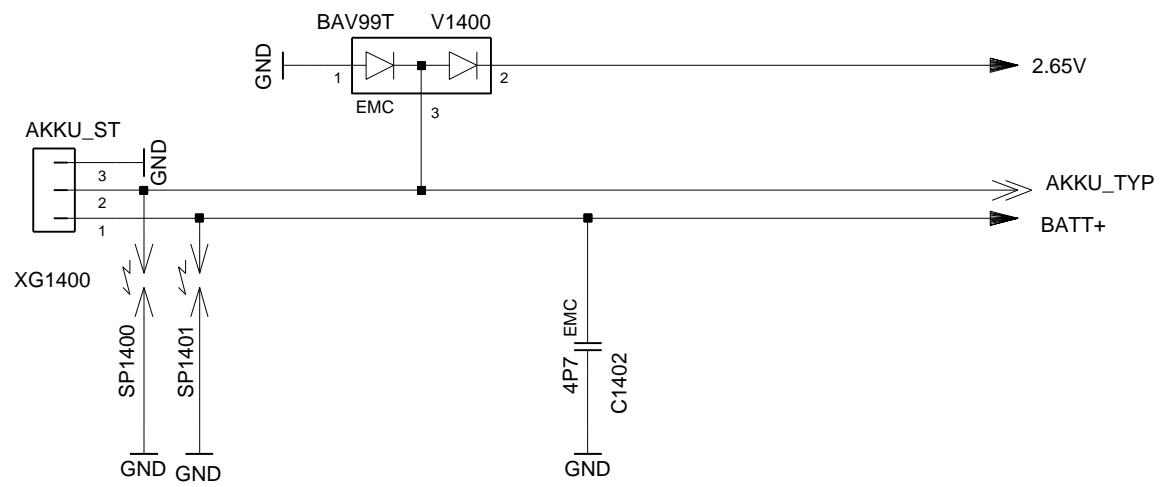 BAV99T V1400
GND
1
2
2.65V
EMC
3
AKKU_ST
GND
3
AKKU_TYP
2
1
BATT+
XG1400
SP1400
SP1401
EMC
4P7
C1402
GND
GND
GND